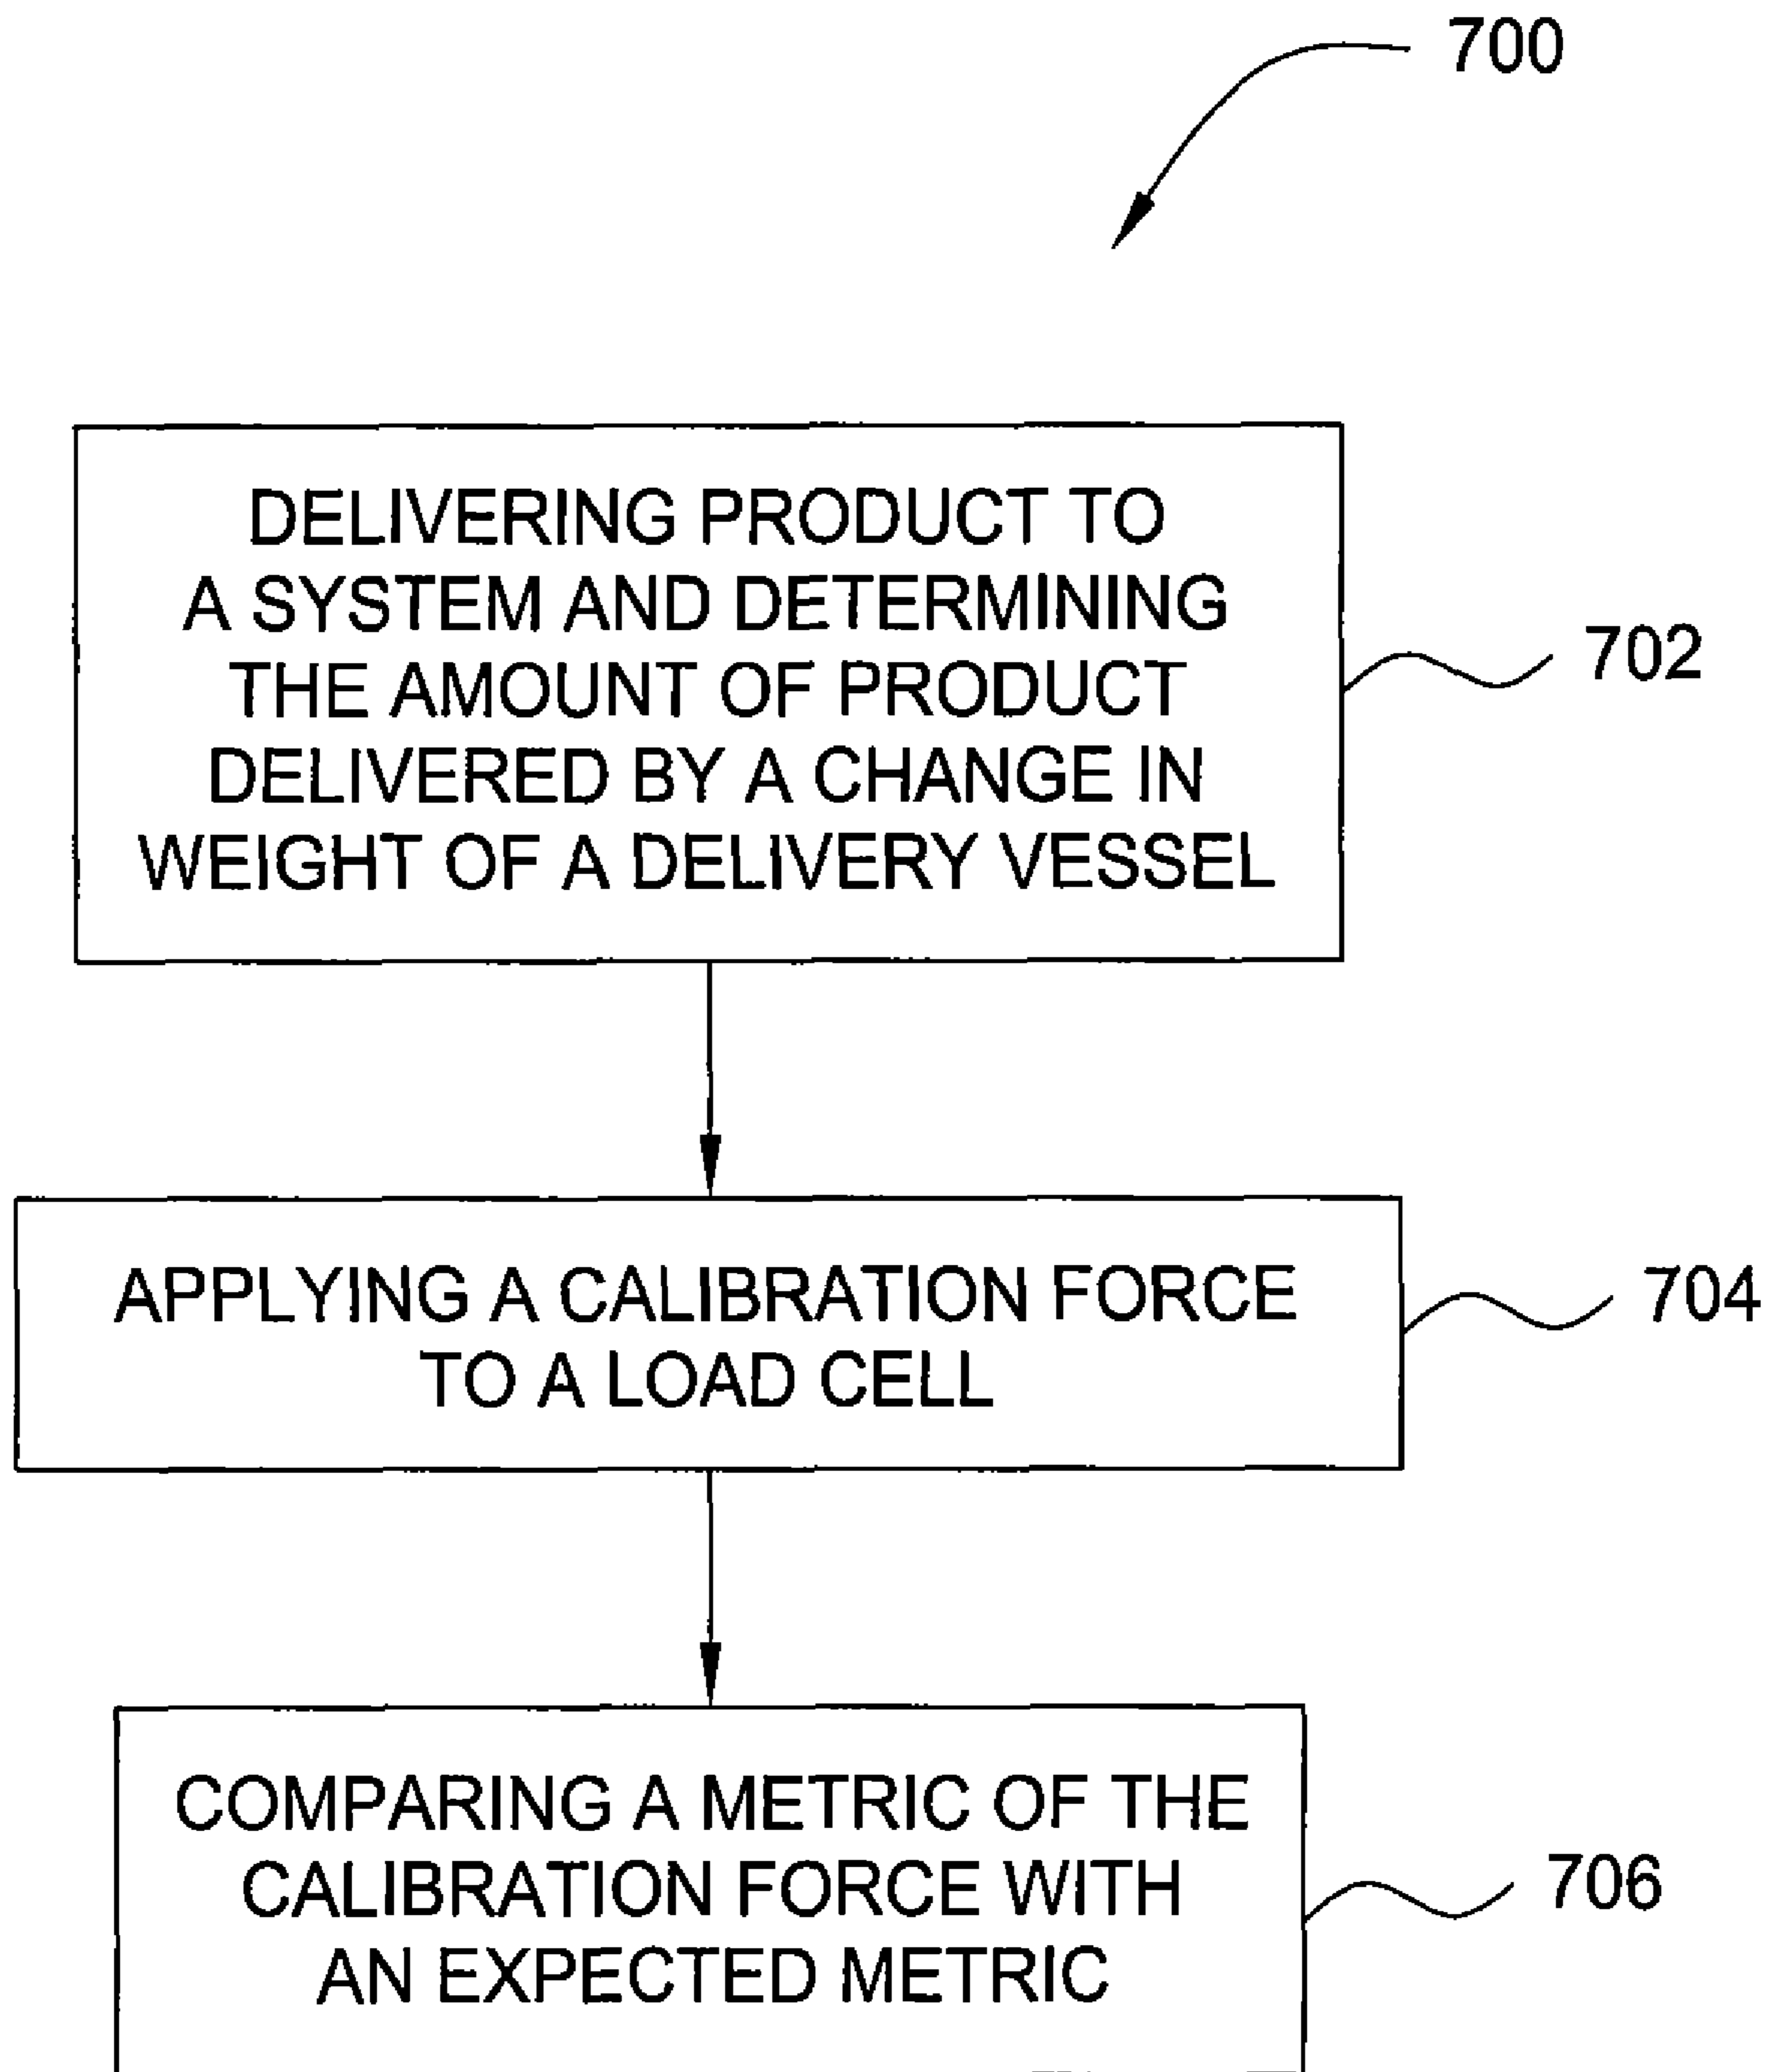 700
DELIVERING PRODUCT TO
A SYSTEM AND DETERMINING
THE AMOUNT OF PRODUCT
DELIVERED BY A CHANGE IN
WEIGHT OF A DELIVERY VESSEL
702
APPLYING A CALIBRATION FORCE
TO A LOAD CELL
704
COMPARING A METRIC OF THE
CALIBRATION FORCE WITH
AN EXPECTED METRIC
706